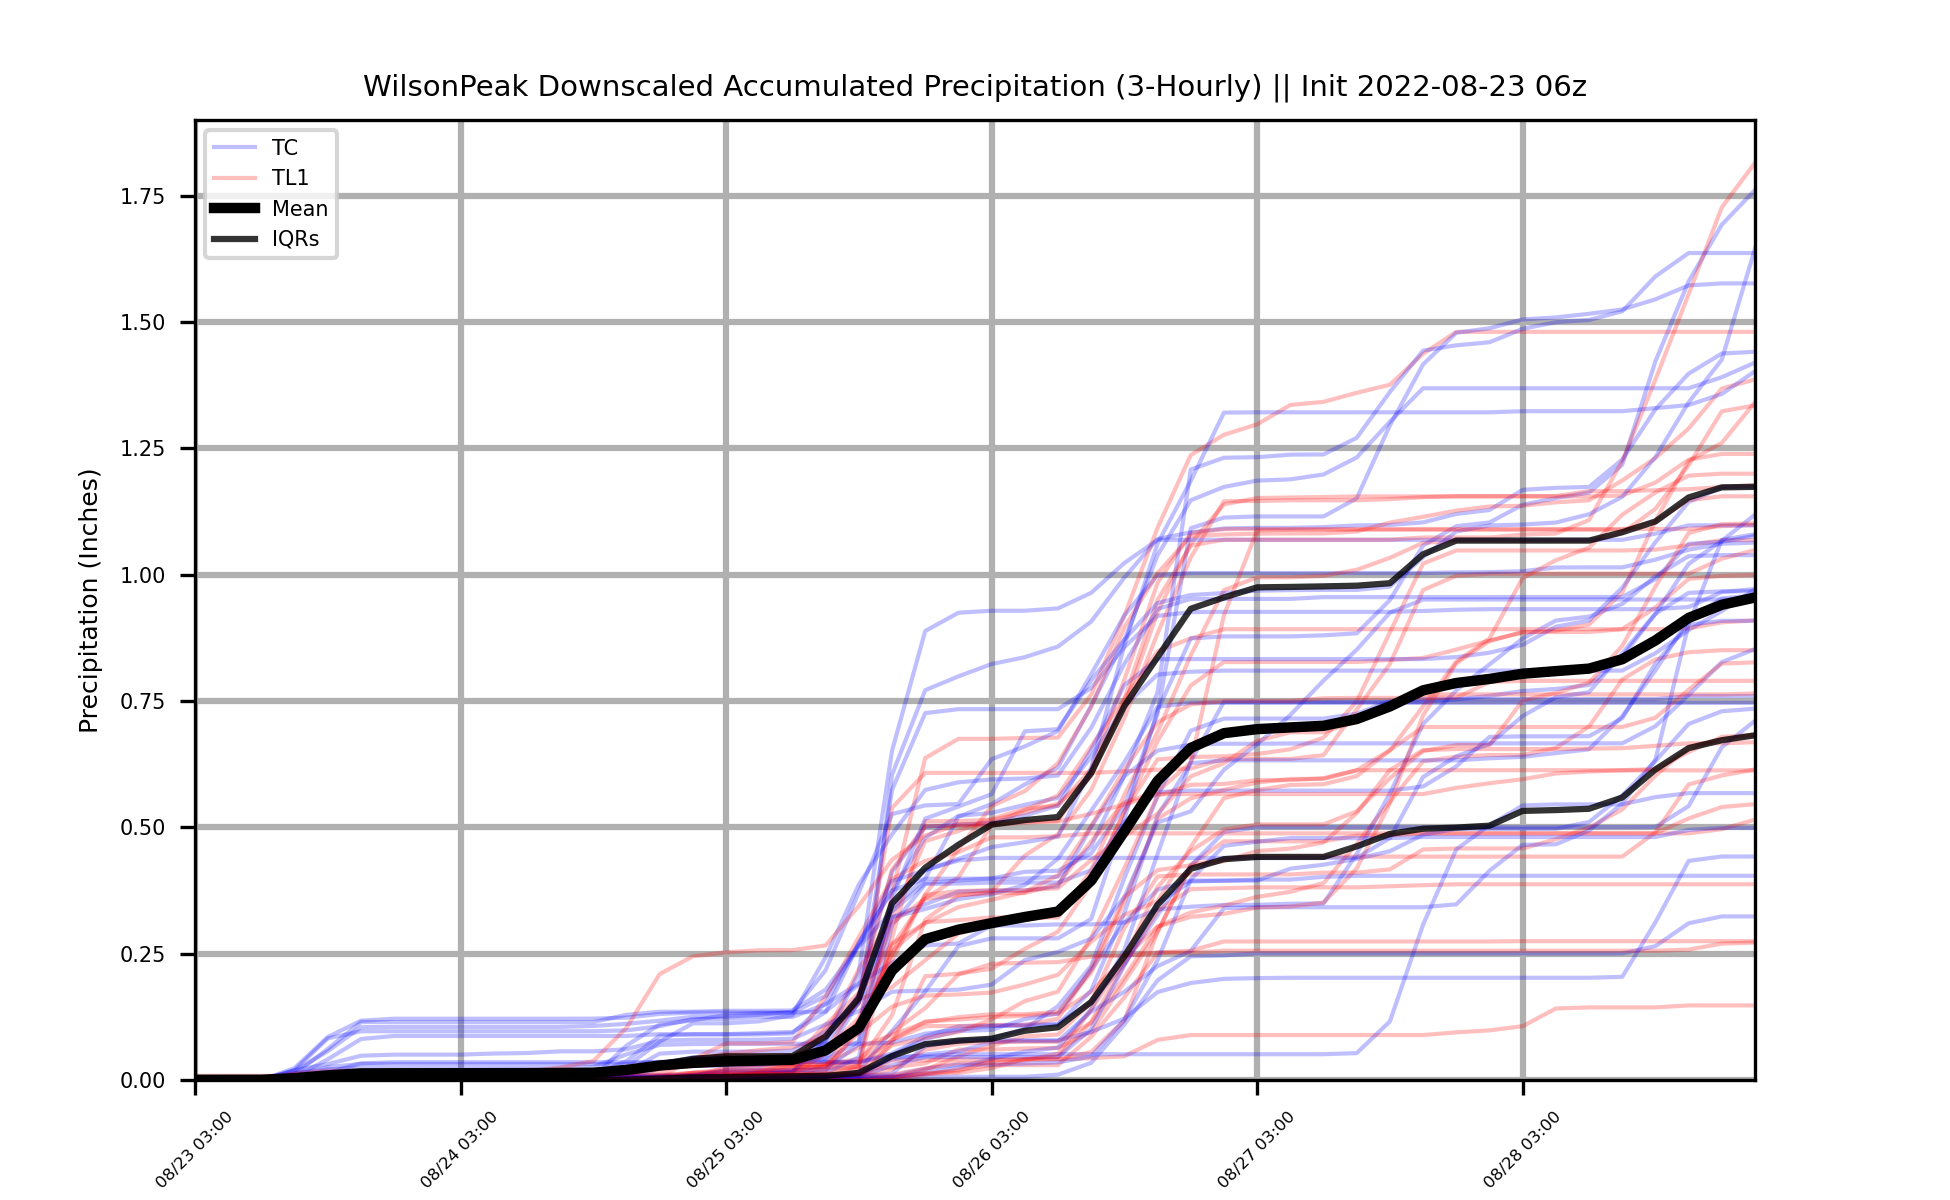 WilsonPeak Downscaled Accumulated Precipitation (3-Hourly) || Init 2022-08-23 06z
TC
TL1
Mean
IQRs
Precipitation (Inches)
1.75
1.50
1.25
1.00
0.75
0.50
0.25
0.00
08/23 03:00
08/24 03:00
08/25 03:00
08/26 03:00
08/27 03:00
08/28 03:00